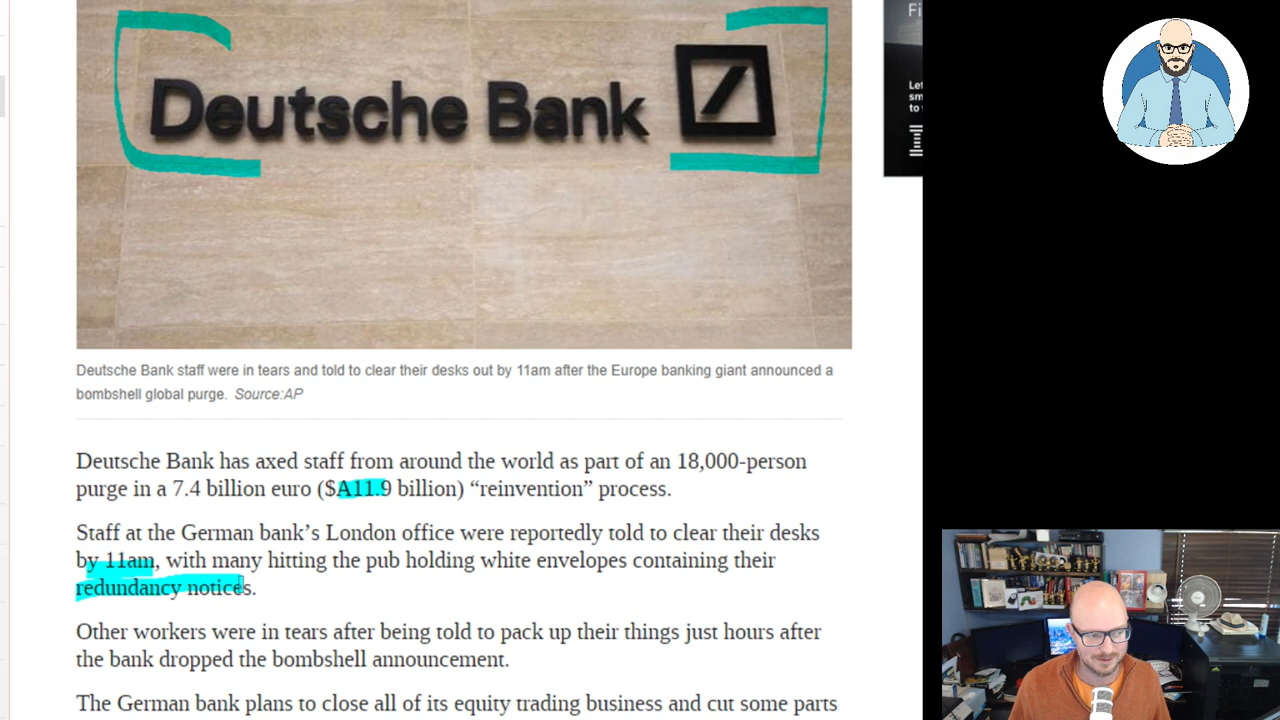 Deutsche Bank
Fi
Let
sm
to
Deutsche Bank staff were in tears and told to clear their desks out by 11am after the Europe banking giant announced a
bombshell global purge. Source:AP
Deutsche Bank has axed staff from around the world as part of an 18,000-person
purge in a 7.4 billion euro ($A11.9 billion) “reinvention” process.
Staff at the German bank’s London office were reportedly told to clear their desks
by 11am, with many hitting the pub holding white envelopes containing their
redundancy notices.
Other workers were in tears after being told to pack up their things just hours after
the bank dropped the bombshell announcement.
The German bank plans to close all of its equity trading business and cut some parts